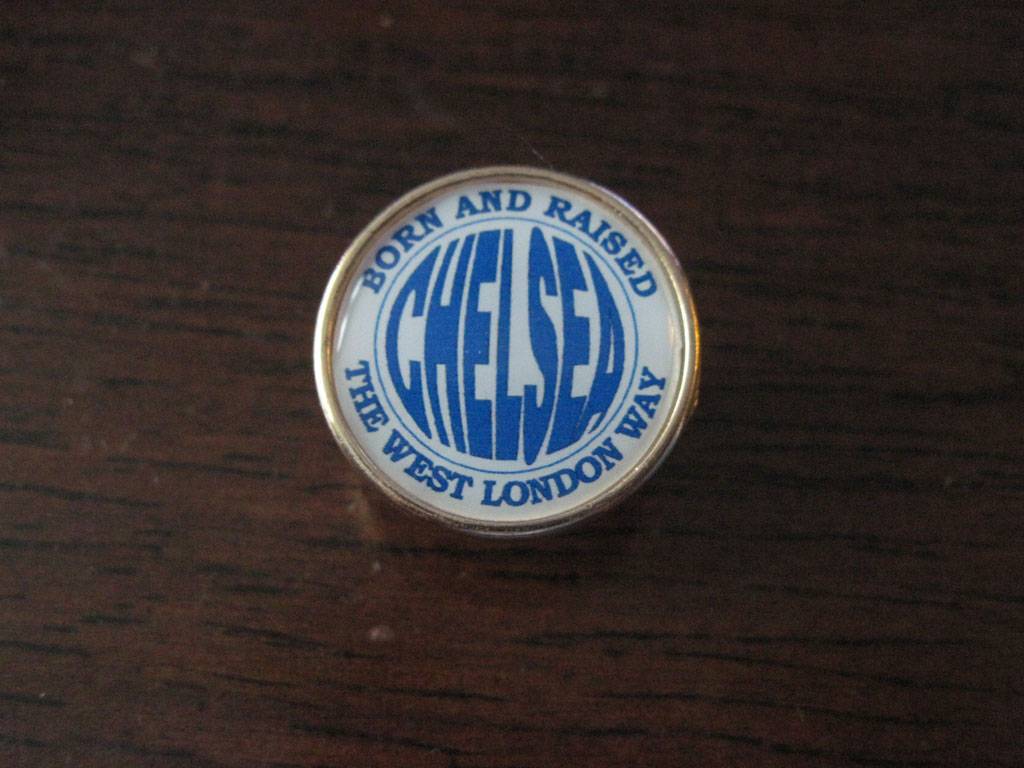 BORN AND RAISED
CHELSEA
THE WEST LONDON WAY